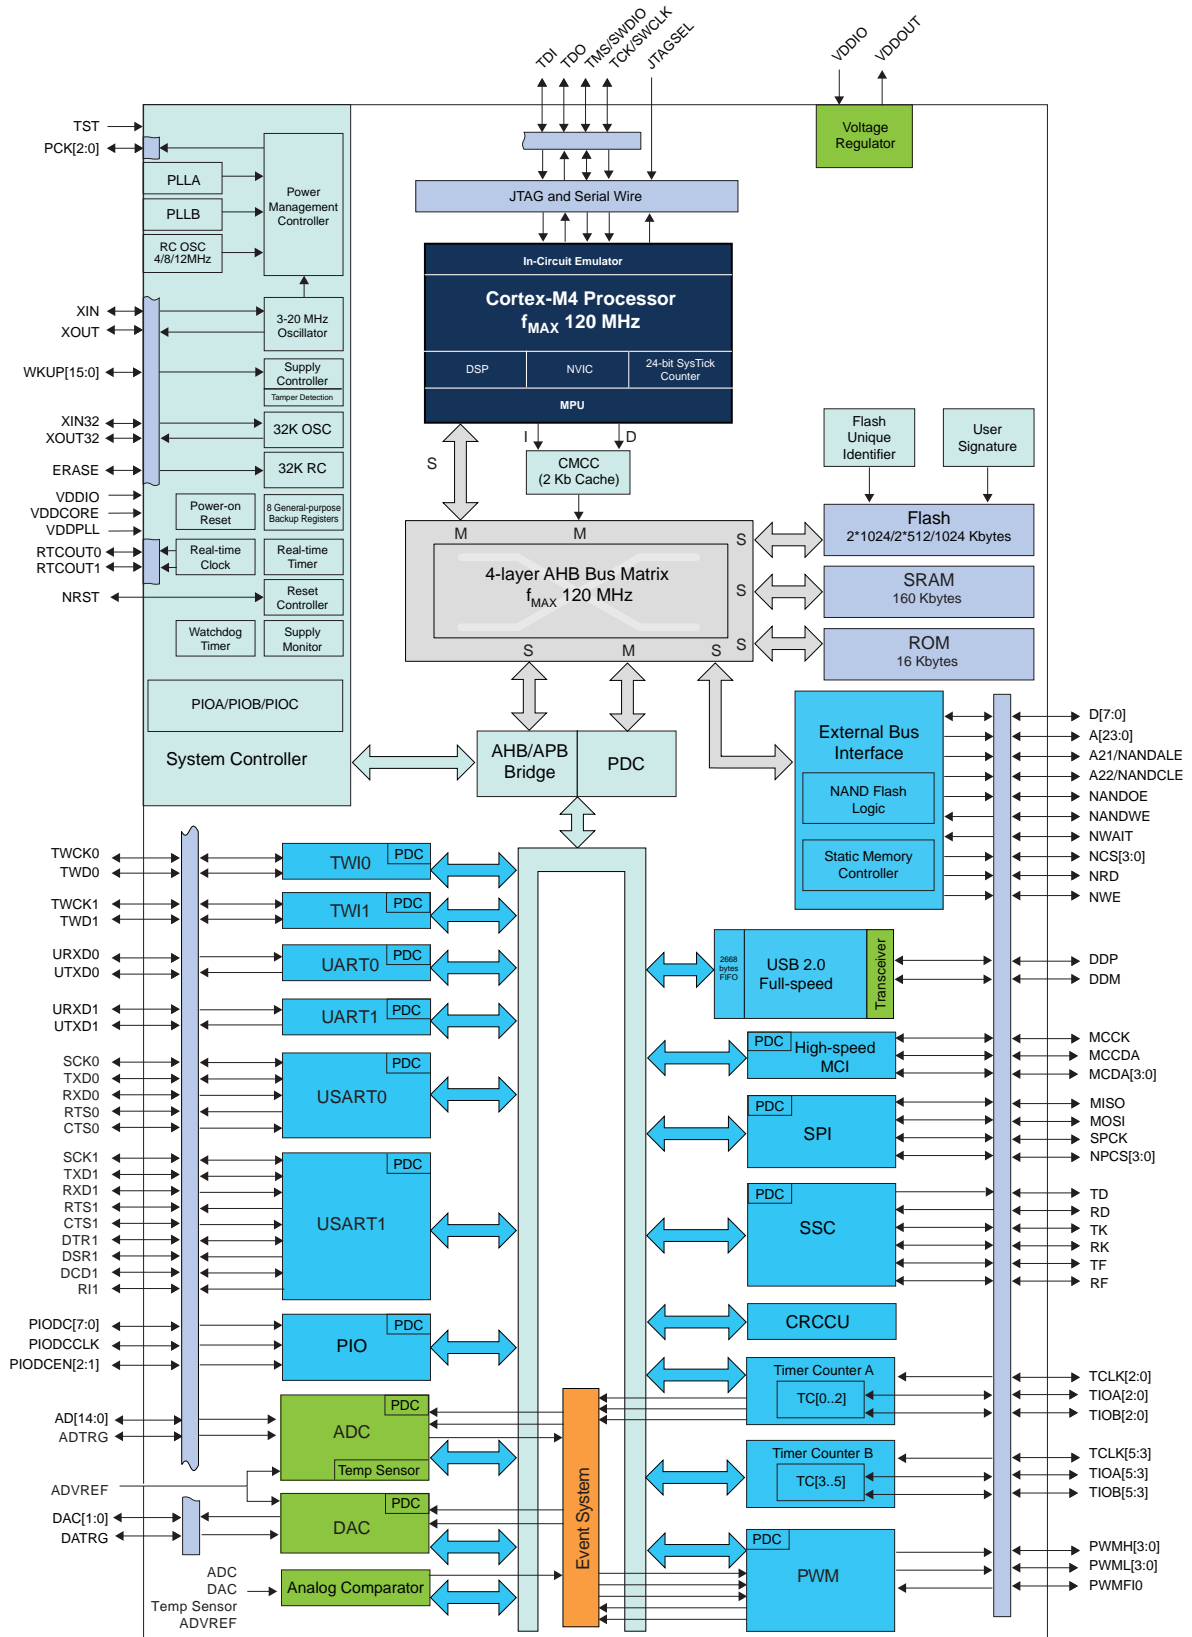 TDI
TDO
TMS/SWDIO
TCK/SWCLK
JTAGSEL
VDDIO
VDDOUT
Voltage
Regulator
TST
PCK[2:0]
PLLA
PLLB
RC OSC
4/8/12MHz
Power
Management
Controller
JTAG and Serial Wire
In-Circuit Emulator
Cortex-M4 Processor
fMAX 120 MHz
DSP
NVIC
24-bit SysTick
Counter
MPU
XIN
XOUT
3-20 MHz
Oscillator
WKUP[15:0]
Supply
Controller
Tamper Detection
XIN32
XOUT32
32K OSC
ERASE
32K RC
VDDIO
VDDCORE
VDDPLL
Power-on
Reset
8 General-purpose
Backup Registers
RTCOUT0
RTCOUT1
Real-time
Clock
Real-time
Timer
NRST
Reset
Controller
Watchdog
Timer
Supply
Monitor
PIOA/PIOB/PIOC
System Controller
S
I
D
CMCC
(2 Kb Cache)
Flash
Unique
Identifier
User
Signature
M
M
S
Flash
2*1024/2*512/1024 Kbytes
4-layer AHB Bus Matrix
fMAX 120 MHz
S
SRAM
160 Kbytes
S
ROM
16 Kbytes
S
M
S
AHB/APB
Bridge
PDC
External Bus
Interface
NAND Flash
Logic
Static Memory
Controller
D[7:0]
A[23:0]
A21/NANDALE
A22/NANDCLE
NANDOE
NANDWE
NWAIT
NCS[3:0]
NRD
NWE
TWCK0
TWD0
TWI0
PDC
TWCK1
TWD1
TWI1
PDC
URXD0
UTXD0
UART0
PDC
URXD1
UTXD1
UART1
PDC
SCK0
TXD0
RXD0
RTS0
CTS0
USART0
PDC
SCK1
TXD1
RXD1
RTS1
CTS1
DTR1
DSR1
DCD1
RI1
USART1
PDC
PIODC[7:0]
PIODCCLK
PIODCEN[2:1]
PIO
PDC
AD[14:0]
ADTRG
ADC
PDC
Temp Sensor
ADVREF
DAC[1:0]
DATRG
DAC
PDC
ADC
DAC
Temp Sensor
ADVREF
Analog Comparator
Event System
2668
bytes
FIFO
USB 2.0
Full-speed
Transceiver
DDP
DDM
PDC
High-speed
MCI
MCCK
MCCDA
MCDA[3:0]
PDC
SPI
MISO
MOSI
SPCK
NPCS[3:0]
PDC
SSC
TD
RD
TK
RK
TF
RF
CRCCU
Timer Counter A
TC[0..2]
TCLK[2:0]
TIOA[2:0]
TIOB[2:0]
Timer Counter B
TC[3..5]
TCLK[5:3]
TIOA[5:3]
TIOB[5:3]
PDC
PWM
PWMH[3:0]
PWML[3:0]
PWMFI0